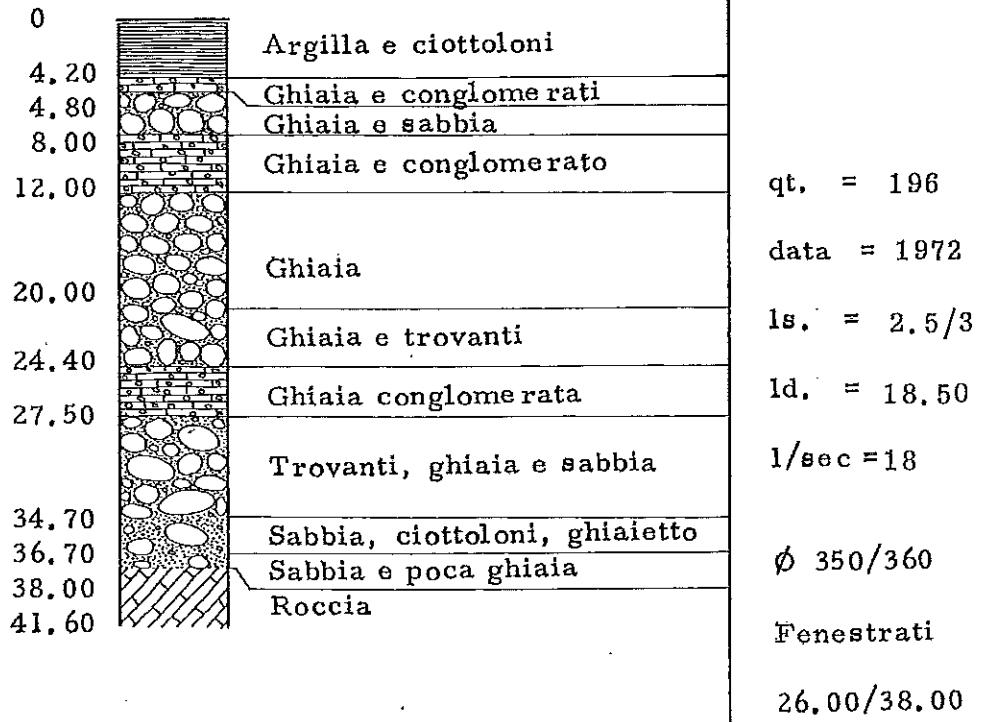 0
Argilla e ciottoloni
4.20
Ghiaia e conglomerati
4.80
Ghiaia e sabbia
8.00
Ghiaia e conglomerato
12.00
Ghiaia
20.00
Ghiaia e trovanti
24.40
Ghiaia conglomerata
27.50
Trovanti, ghiaia e sabbia
34.70
Sabbia, ciottoloni, ghiaietto
36.70
Sabbia e poca ghiaia
38.00
Roccia
41.60
qt. = 196
data = 1972
ls. = 2.5/3
ld. = 18.50
l/sec =18
ϕ 350/360
Fenestrati
26.00/38.00